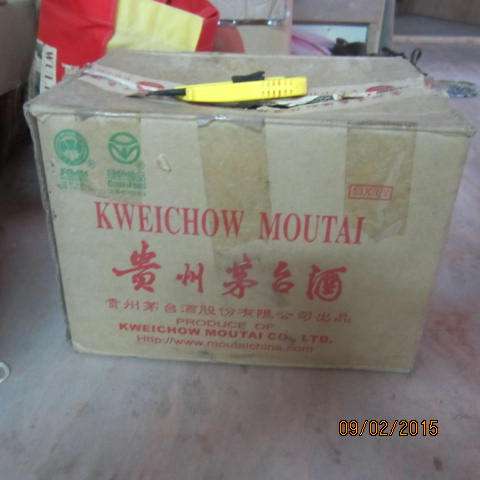 KWEICHOW MOUTAI
贵州茅台酒
贵州茅台酒股份有限公司出品
PRODUCE OF
KWEICHOW MOUTAI CO., LTD.
Http://www.moutaichina.com
09/02/2015